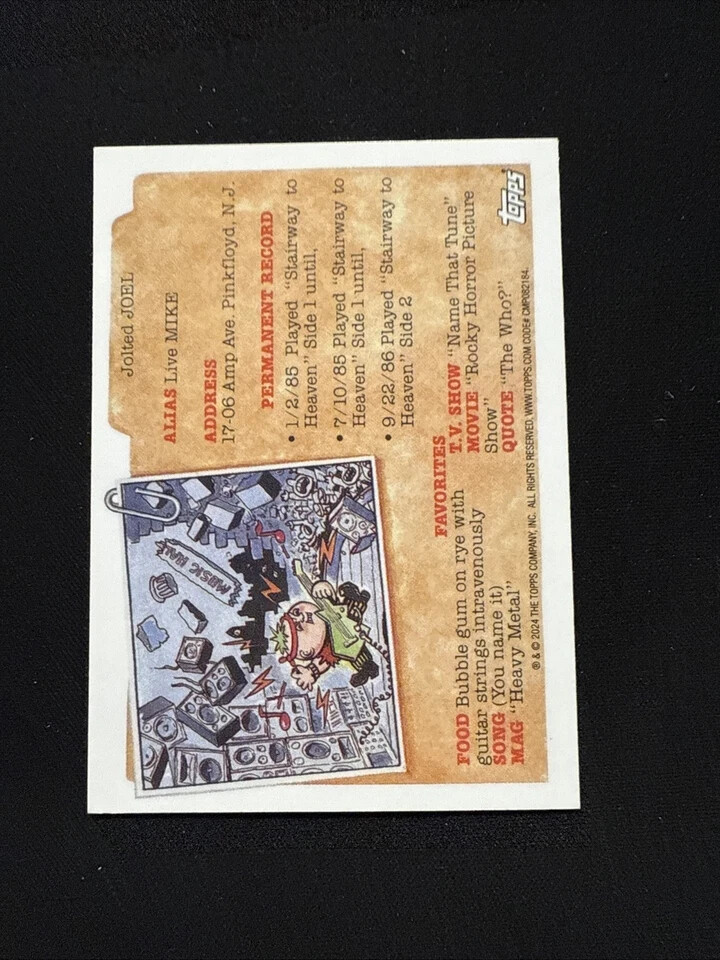 Jolted JOEL
ALIAS Live MIKE
ADDRESS
17-06 Amp Ave. Pinkfloyd, N.J.
PERMANENT RECORD
• 1/2/85 Played "Stairway to
Heaven" Side 1 until,
• 7/10/85 Played "Stairway to
Heaven" Side 1 until,
• 9/22/86 Played "Stairway to
Heaven" Side 2
MUSIC HALL
FAVORITES
FOOD Bubble gum on rye with
guitar strings intravenously
SONG (You name it)
MAG "Heavy Metal"
T.V. SHOW "Name That Tune"
MOVIE "Rocky Horror Picture
Show"
QUOTE "The Who?"
® & © 2024 THE TOPPS COMPANY, INC. ALL RIGHTS RESERVED. WWW.TOPPS.COM CODE# CMP082184.
TOPPS